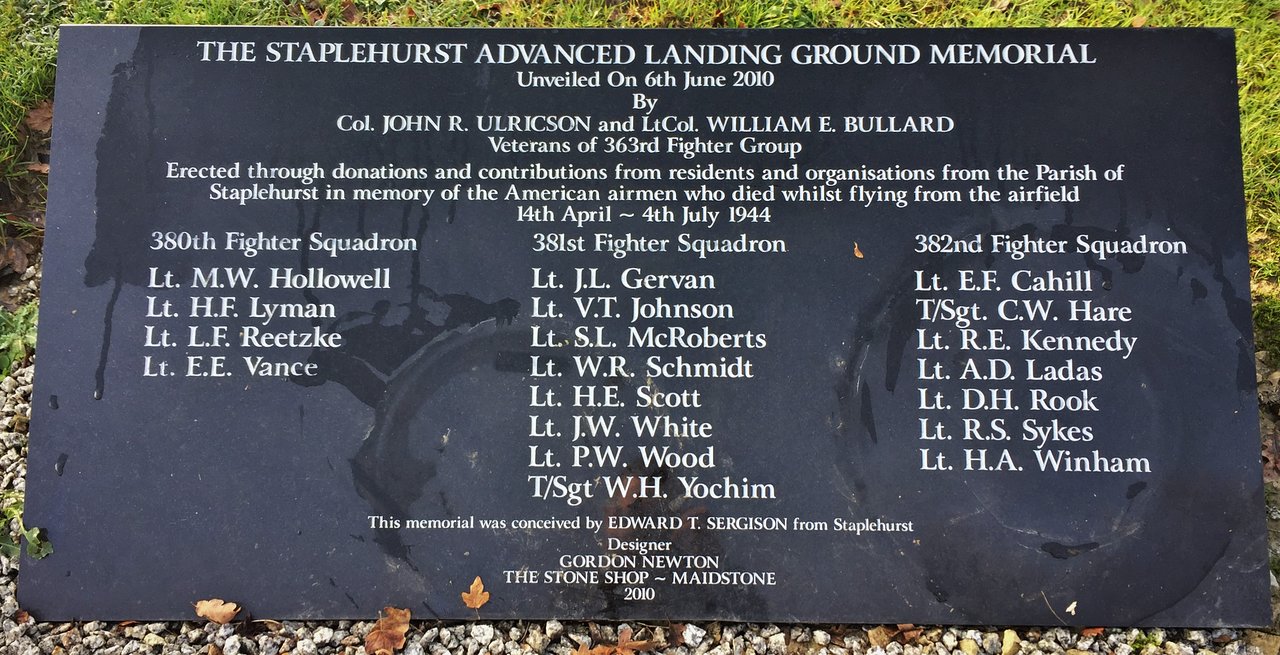 THE STAPLEHURST ADVANCED LANDING GROUND MEMORIAL
Unveiled On 6th June 2010
By
Col. JOHN R. ULRICSON and LtCol. WILLIAM E. BULLARD
Veterans of 363rd Fighter Group
Erected through donations and contributions from residents and organisations from the Parish of
Staplehurst in memory of the American airmen who died whilst flying from the airfield
14th April ~ 4th July 1944
380th Fighter Squadron
Lt. M.W. Hollowell
Lt. H.F. Lyman
Lt. L.F. Reetzke
Lt. E.E. Vance
381st Fighter Squadron
Lt. J.L. Gervan
Lt. V.T. Johnson
Lt. S.L. McRoberts
Lt. W.R. Schmidt
Lt. H.E. Scott
Lt. J.W. White
Lt. P.W. Wood
T/Sgt W.H. Yochim
382nd Fighter Squadron
Lt. E.F. Cahill
T/Sgt. C.W. Hare
Lt. R.E. Kennedy
Lt. A.D. Ladas
Lt. D.H. Rook
Lt. R.S. Sykes
Lt. H.A. Winham
This memorial was conceived by EDWARD T. SERGISON from Staplehurst
Designer
GORDON NEWTON
THE STONE SHOP ~ MAIDSTONE
2010